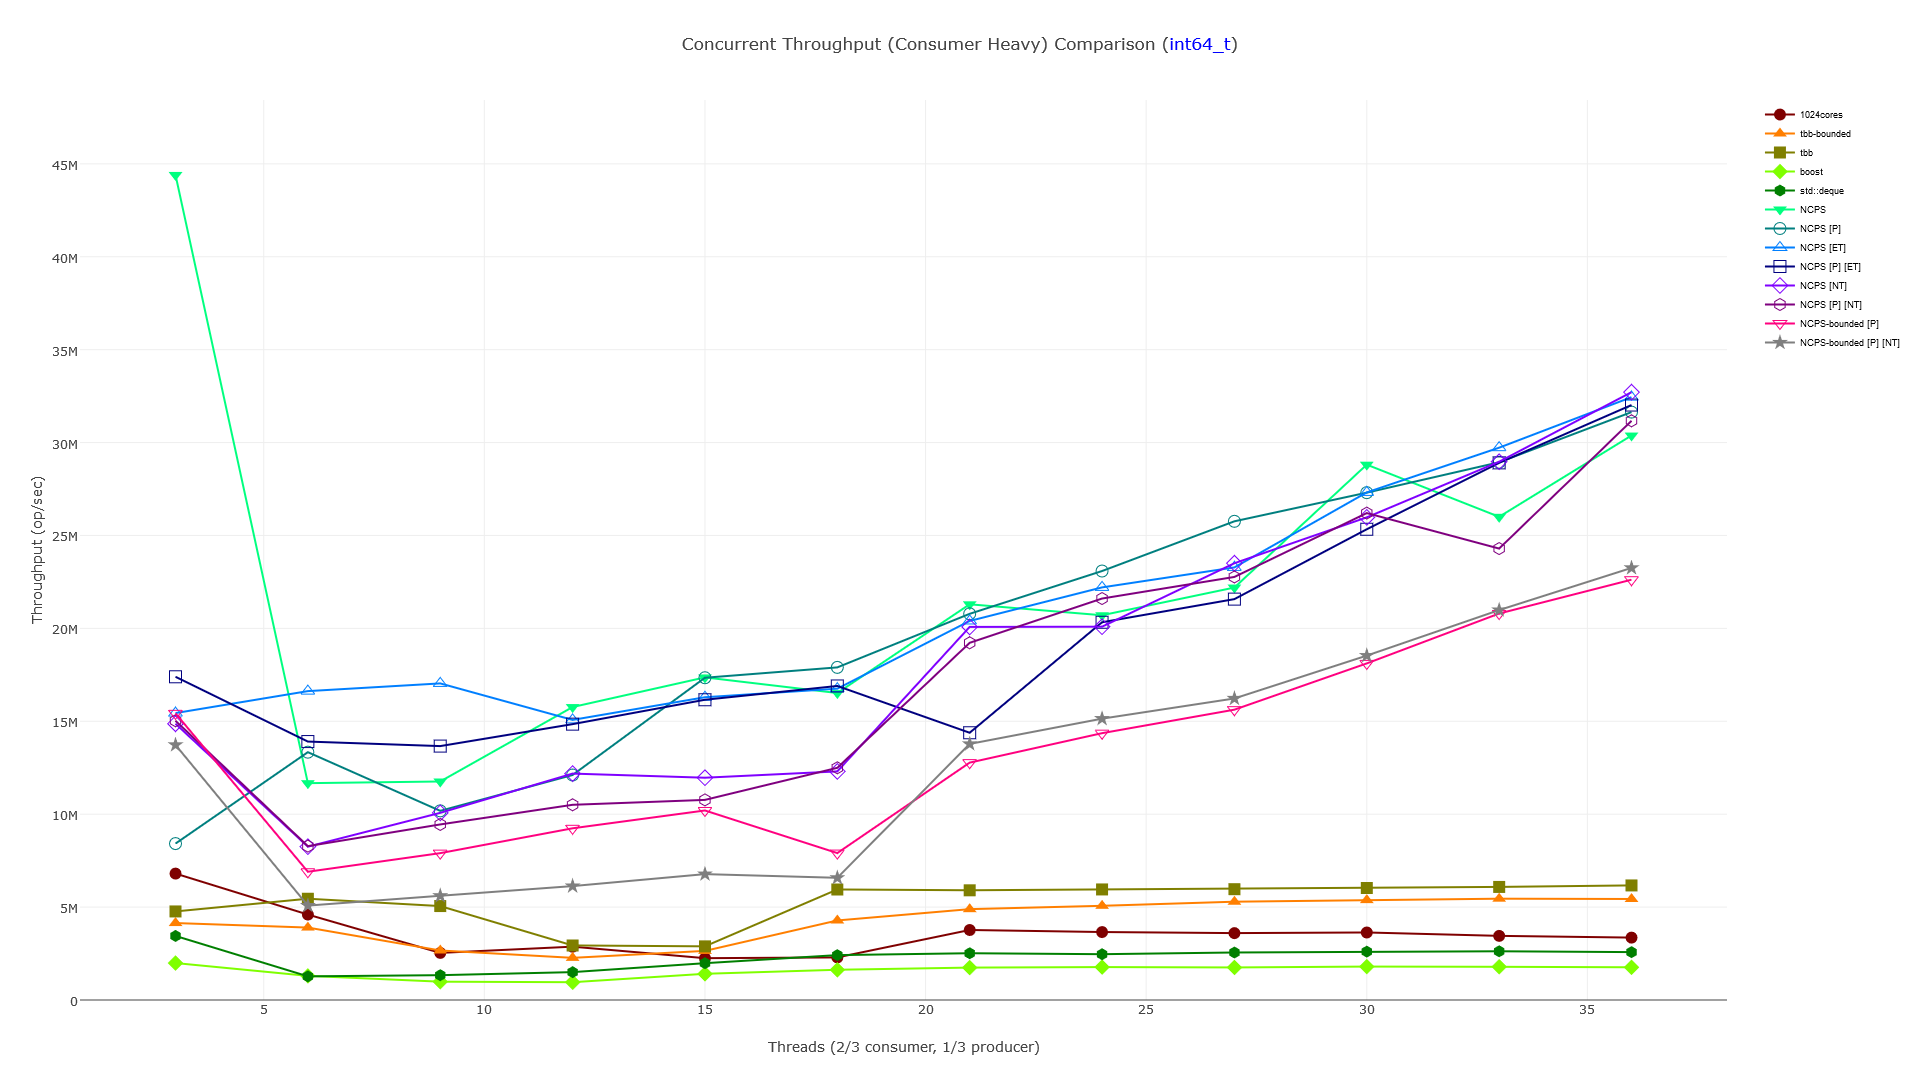 Concurrent Throughput (Consumer Heavy) Comparison (int64_t)
1024cores
tbb-bounded
tbb
boost
std::deque
NCPS
NCPS [P]
NCPS [ET]
NCPS [P] [ET]
NCPS [NT]
NCPS [P] [NT]
NCPS-bounded [P]
NCPS-bounded [P] [NT]
Throughput (op/sec)
45M
40M
35M
30M
25M
20M
15M
10M
5M
0
5 10 15 20 25 30 35
Threads (2/3 consumer, 1/3 producer)